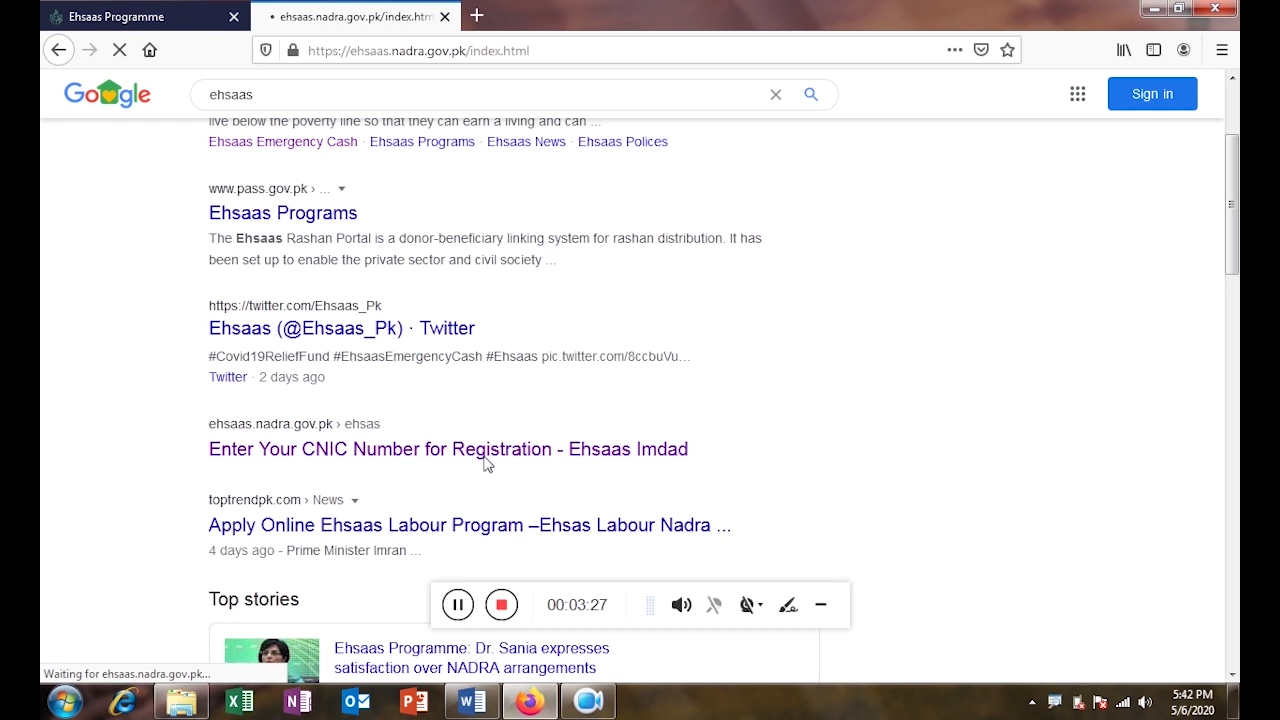 Ehsaas Programme
ehsaas.nadra.gov.pk/index.htm
https://ehsaas.nadra.gov.pk/index.html
Google
ehsaas
Sign in
live below the poverty line so that they can earn a living and can ...
Ehsaas Emergency Cash · Ehsaas Programs · Ehsaas News · Ehsaas Polices
www.pass.gov.pk › ...
Ehsaas Programs
The Ehsaas Rashan Portal is a donor-beneficiary linking system for rashan distribution. It has
been set up to enable the private sector and civil society ...
https://twitter.com/Ehsaas_Pk
Ehsaas (@Ehsaas_Pk) · Twitter
#Covid19ReliefFund #EhsaasEmergencyCash #Ehsaas pic.twitter.com/8ccbuVu...
Twitter · 2 days ago
ehsaas.nadra.gov.pk › ehsas
Enter Your CNIC Number for Registration - Ehsaas Imdad
toptrendpk.com › News
Apply Online Ehsaas Labour Program –Ehsas Labour Nadra ...
4 days ago - Prime Minister Imran ...
Top stories
00:03:27
Ehsaas Programme: Dr. Sania expresses
satisfaction over NADRA arrangements
Waiting for ehsaas.nadra.gov.pk...
5:42 PM
5/6/2020